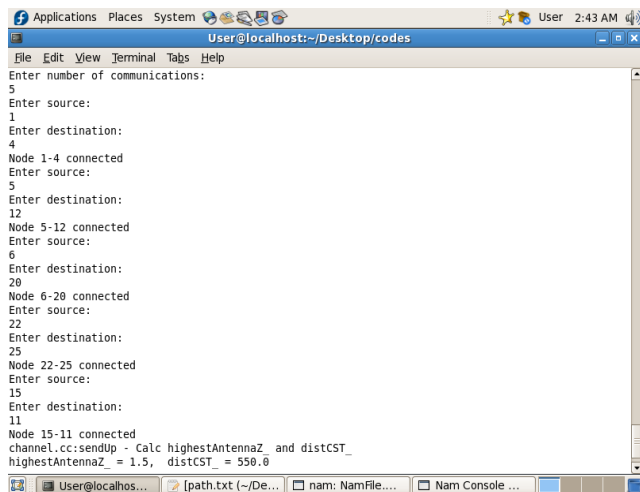 Applications Places System User 2:43 AM
User@localhost:~/Desktop/codes
File Edit View Terminal Tabs Help
Enter number of communications:
5
Enter source:
1
Enter destination:
4
Node 1-4 connected
Enter source:
5
Enter destination:
12
Node 5-12 connected
Enter source:
6
Enter destination:
20
Node 6-20 connected
Enter source:
22
Enter destination:
25
Node 22-25 connected
Enter source:
15
Enter destination:
11
Node 15-11 connected
channel.cc:sendUp - Calc highestAntennaZ_ and distCST_
highestAntennaZ_ = 1.5, distCST_ = 550.0
User@localhos... [path.txt (~/De... nam: NamFile.... Nam Console ...